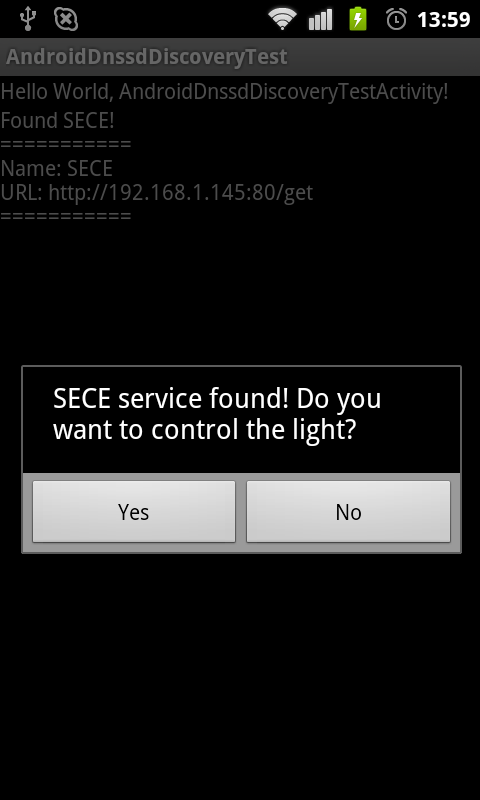 13:59
AndroidDnssdDiscoveryTest
Hello World, AndroidDnssdDiscoveryTestActivity!
Found SECE!
===========
Name: SECE
URL: http://192.168.1.145:80/get
===========
SECE service found! Do you
want to control the light?
Yes
No